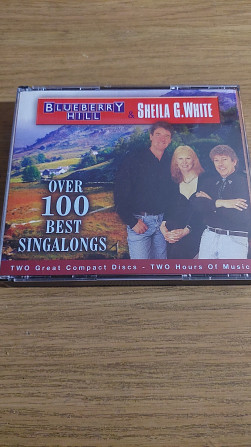 BLUEBERRY HILL & SHEILA G. WHITE
OVER
100
BEST
SINGALONGS
TWO Great Compact Discs - TWO Hours Of Music